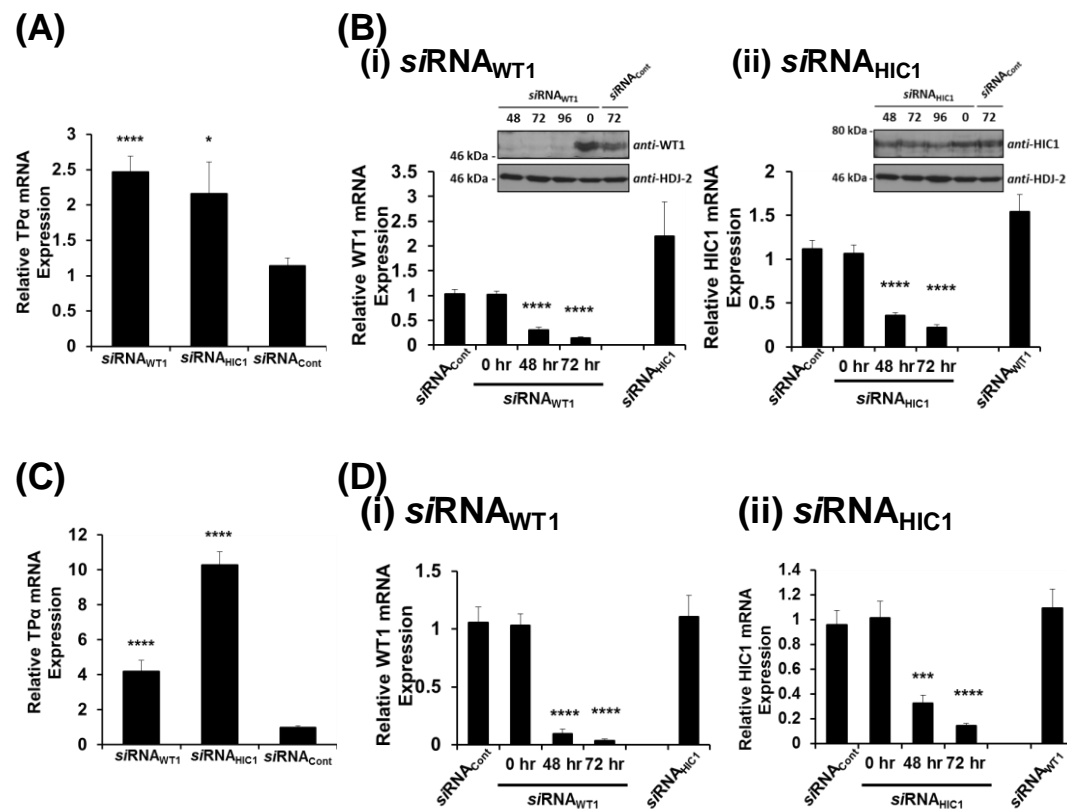 (A)
Relative TPα mRNA
Expression
3
2.5
2
1.5
1
0.5
0
****
*
siRNAWT1
siRNAHIC1
siRNACont
(B)
(i) siRNAWT1
siRNACont
siRNAWT1
48 72 96 0 72
anti-WT1
46 kDa -
46 kDa -
anti-HDJ-2
Relative WT1 mRNA
Expression
3.5
3
2.5
2
1.5
1
0.5
0
****
****
siRNACont
0 hr 48 hr 72 hr
siRNAWT1
siRNAHIC1
(ii) siRNAHIC1
siRNACont
siRNAHIC1
48 72 96 0 72
80 kDa -
anti-HIC1
46 kDa -
anti-HDJ-2
Relative HIC1 mRNA
Expression
2
1.5
1
0.5
0
****
****
siRNACont
0 hr 48 hr 72 hr
siRNAHIC1
siRNAWT1
(C)
Relative TPα mRNA
Expression
12
10
8
6
4
2
0
****
****
siRNAWT1
siRNAHIC1
siRNACont
(D)
(i) siRNAWT1
Relative WT1 mRNA
Expression
1.5
1
0.5
0
****
****
siRNACont
0 hr 48 hr 72 hr
siRNAWT1
siRNAHIC1
(ii) siRNAHIC1
Relative HIC1 mRNA
Expression
1.4
1.2
1
0.8
0.6
0.4
0.2
0
***
****
siRNACont
0 hr 48 hr 72 hr
siRNAHIC1
siRNAWT1